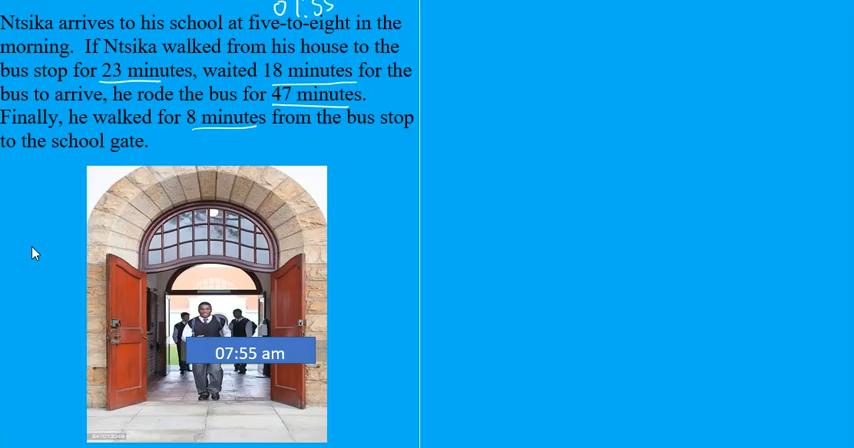 07:55
Ntsika arrives to his school at five-to-eight in the
morning. If Ntsika walked from his house to the
bus stop for 23 minutes, waited 18 minutes for the
bus to arrive, he rode the bus for 47 minutes.
Finally, he walked for 8 minutes from the bus stop
to the school gate.
07:55 am